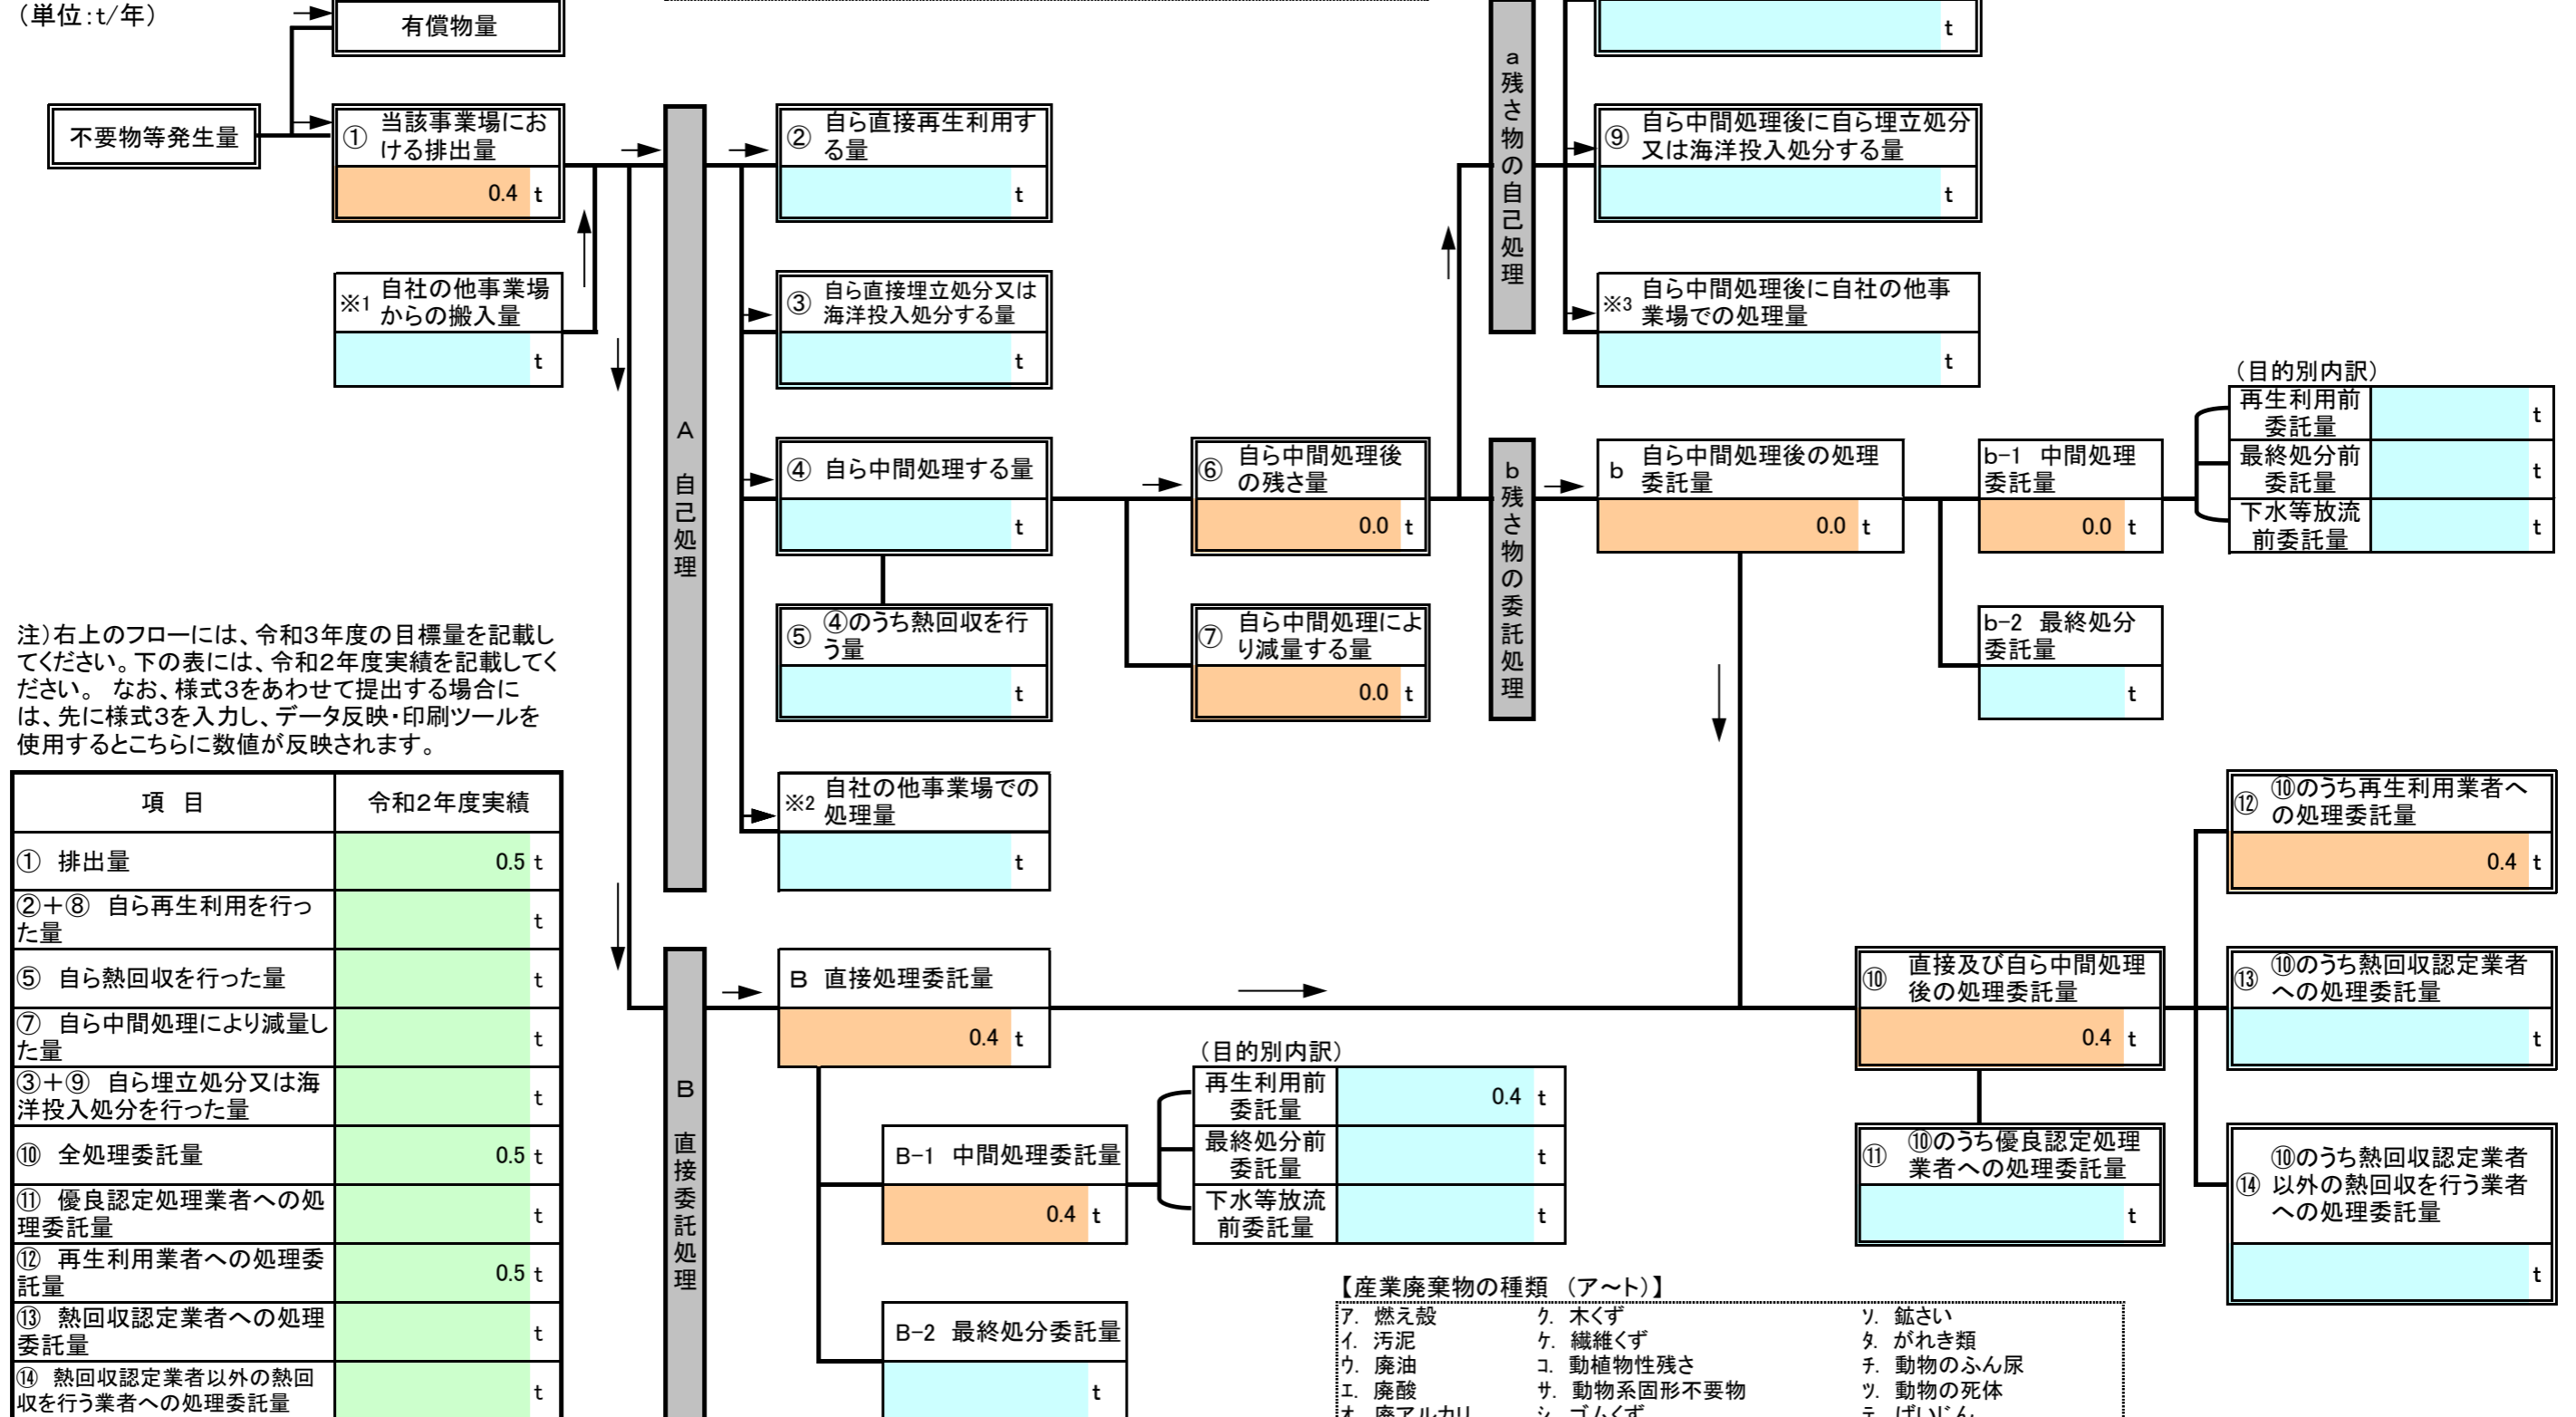 （単位：t/年）
有償物量
t
不要物等発生量
① 当該事業場にお
ける排出量
0.4 t
② 自ら直接再生利用す
る量
t
a 残さ物の自己処理
⑨ 自ら中間処理後に自ら埋立処分
又は海洋投入処分する量
t
※1 自社の他事業場
からの搬入量
t
③ 自ら直接埋立処分又は
海洋投入処分する量
t
※3 自ら中間処理後に自社の他事
業場での処理量
t
A 自己処理
④ 自ら中間処理する量
t
⑥ 自ら中間処理後
の残さ量
0.0 t
b 残さ物の委託処理
b 自ら中間処理後の処理
委託量
0.0 t
b-1 中間処理
委託量
0.0 t
（目的別内訳）
再生利用前
委託量
t
最終処分前
委託量
t
下水等放流
前委託量
t
⑤ ④のうち熱回収を行
う量
t
⑦ 自ら中間処理によ
り減量する量
0.0 t
b-2 最終処分
委託量
t
注）右上のフローには、令和３年度の目標量を記載し
てください。下の表には、令和２年度実績を記載してく
ださい。 なお、様式３をあわせて提出する場合に
は、先に様式３を入力し、データ反映・印刷ツールを
使用するとこちらに数値が反映されます。
※2 自社の他事業場での
処理量
t
項 目 令和２年度実績
① 排出量 0.5 t
②＋⑧ 自ら再生利用を行っ
た量
t
⑤ 自ら熱回収を行った量 t
⑦ 自ら中間処理により減量し
た量
t
③＋⑨ 自ら埋立処分又は海
洋投入処分を行った量
t
⑩ 全処理委託量 0.5 t
⑪ 優良認定処理業者への処
理委託量
t
⑫ 再生利用業者への処理委
託量
0.5 t
⑬ 熱回収認定業者への処理
委託量
t
⑭ 熱回収認定業者以外の熱回
収を行う業者への処理委託量
t
B 直接委託処理
B 直接処理委託量
0.4 t
B-1 中間処理委託量
0.4 t
（目的別内訳）
再生利用前
委託量
0.4 t
最終処分前
委託量
t
下水等放流
前委託量
t
B-2 最終処分委託量
t
⑩ 直接及び自ら中間処理
後の処理委託量
0.4 t
⑪ ⑩のうち優良認定処理
業者への処理委託量
t
⑫ ⑩のうち再生利用業者へ
の処理委託量
0.4 t
⑬ ⑩のうち熱回収認定業者
への処理委託量
t
⑭ ⑩のうち熱回収認定業者
以外の熱回収を行う業者
への処理委託量
t
【産業廃棄物の種類 （ア～ト）】
ｱ. 燃え殻 ｸ. 木くず ｿ. 鉱さい
ｲ. 汚泥 ｹ. 繊維くず ﾀ. がれき類
ｳ. 廃油 ｺ. 動植物性残さ ﾁ. 動物のふん尿
ｴ. 廃酸 ｻ. 動物系固形不要物 ﾂ. 動物の死体
ｵ. 廃アルカリ ｼ. ゴムくず ﾃ. ばいじん